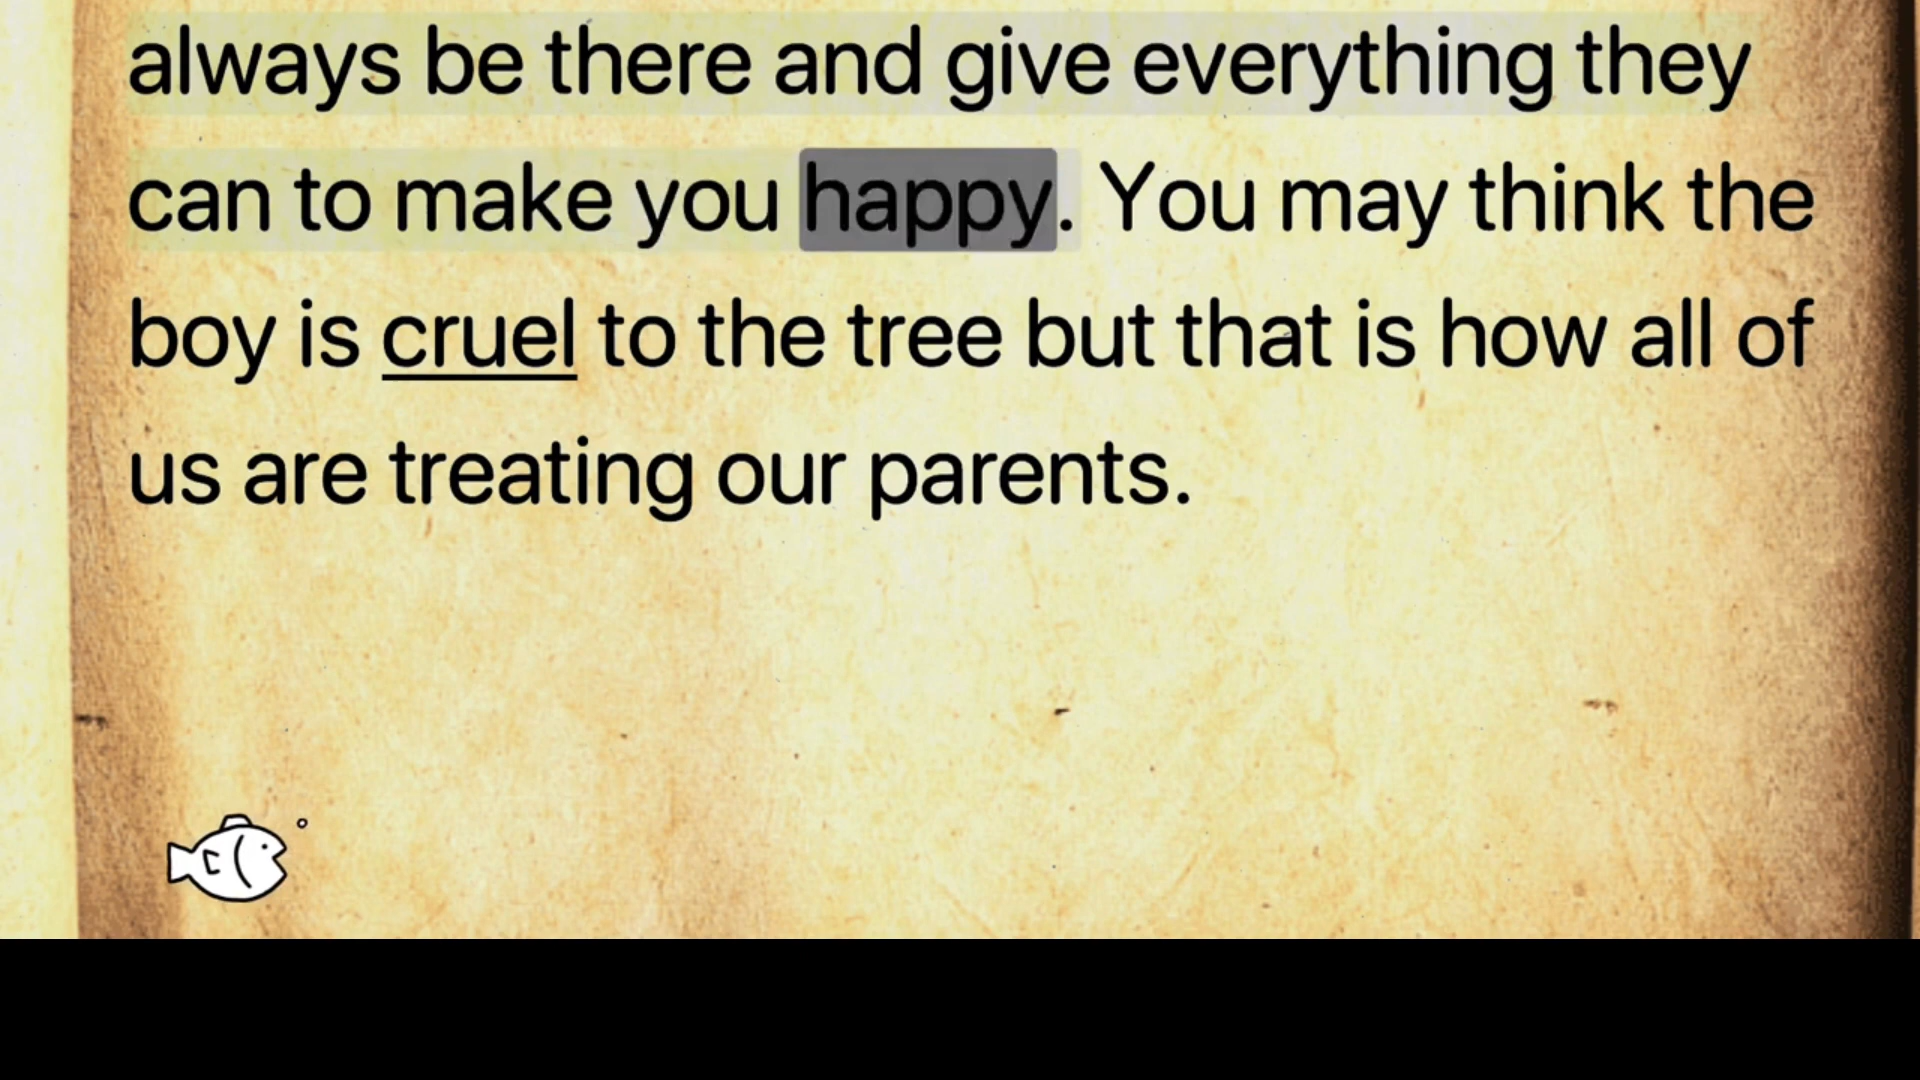 always be there and give everything they
can to make you happy. You may think the
boy is cruel to the tree but that is how all of
us are treating our parents.